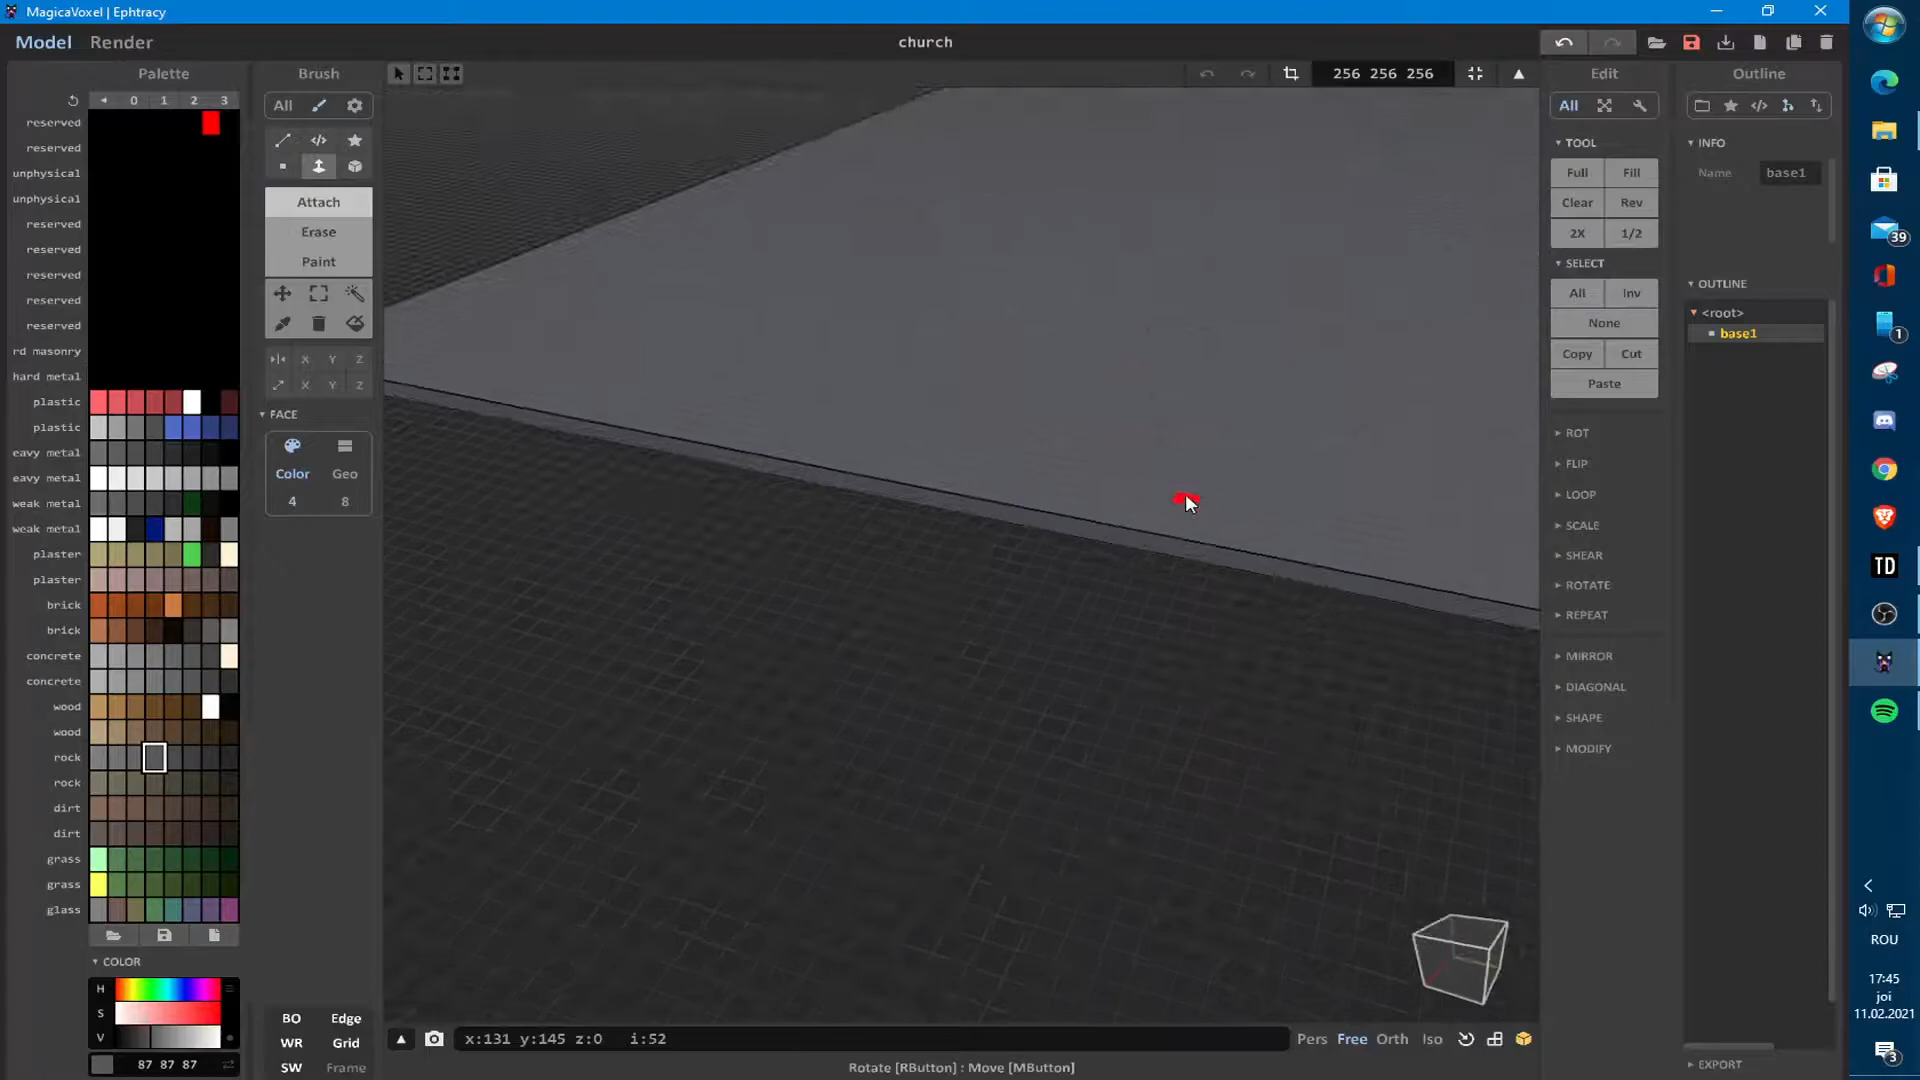 MagicaVoxel | Ephtracy
Model Render
church
Palette
Brush
256 256 256
Edit
Outline
0 1 2 3
reserved
reserved
unphysical
unphysical
reserved
reserved
reserved
reserved
reserved
rd masonry
hard metal
plastic
plastic
eavy metal
eavy metal
weak metal
weak metal
plaster
plaster
brick
brick
concrete
concrete
wood
wood
rock
rock
dirt
dirt
grass
grass
glass
COLOR
H
S
V
87 87 87
All
Attach
Erase
Paint
X Y Z
X Y Z
FACE
Color Geo
4 8
BO Edge
WR Grid
SW Frame
x:131 y:145 z:0 i:52
Pers Free Orth Iso
Rotate [RButton] : Move [MButton]
All
TOOL
Full Fill
Clear Rev
2X 1/2
SELECT
All Inv
None
Copy Cut
Paste
ROT
FLIP
LOOP
SCALE
SHEAR
ROTATE
REPEAT
MIRROR
DIAGONAL
SHAPE
MODIFY
INFO
Name base1
OUTLINE
<root>
base1
EXPORT
39
1
TD
ROU
17:45
joi
11.02.2021
3